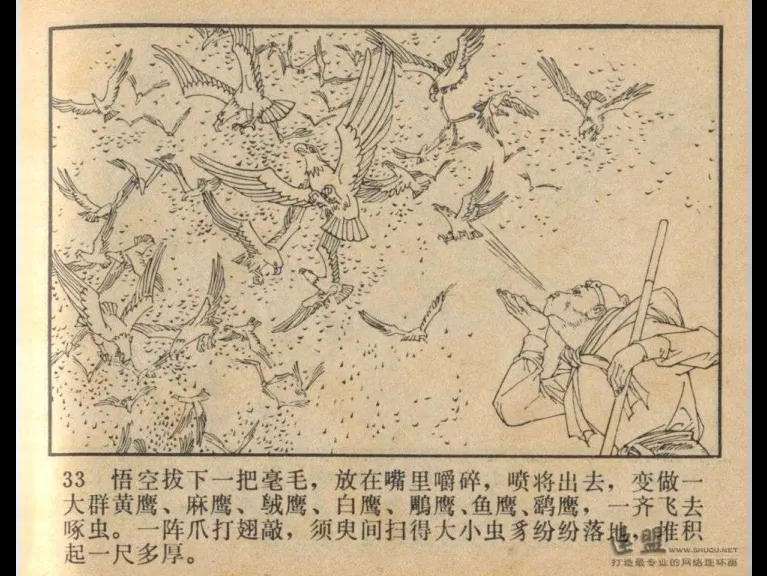 33 悟空拔下一把毫毛，放在嘴里嚼碎，喷将出去，变做一
大群黄鹰、麻鹰、𪀚鹰、白鹰、鵰鹰、鱼鹰、鹞鹰，一齐飞去
啄虫。一阵爪打翅敲，须臾间扫得大小虫豸纷纷落地，堆积
起一尺多厚。
连盟 WWW.SHUQU.NET
打造最专业的网络连环画